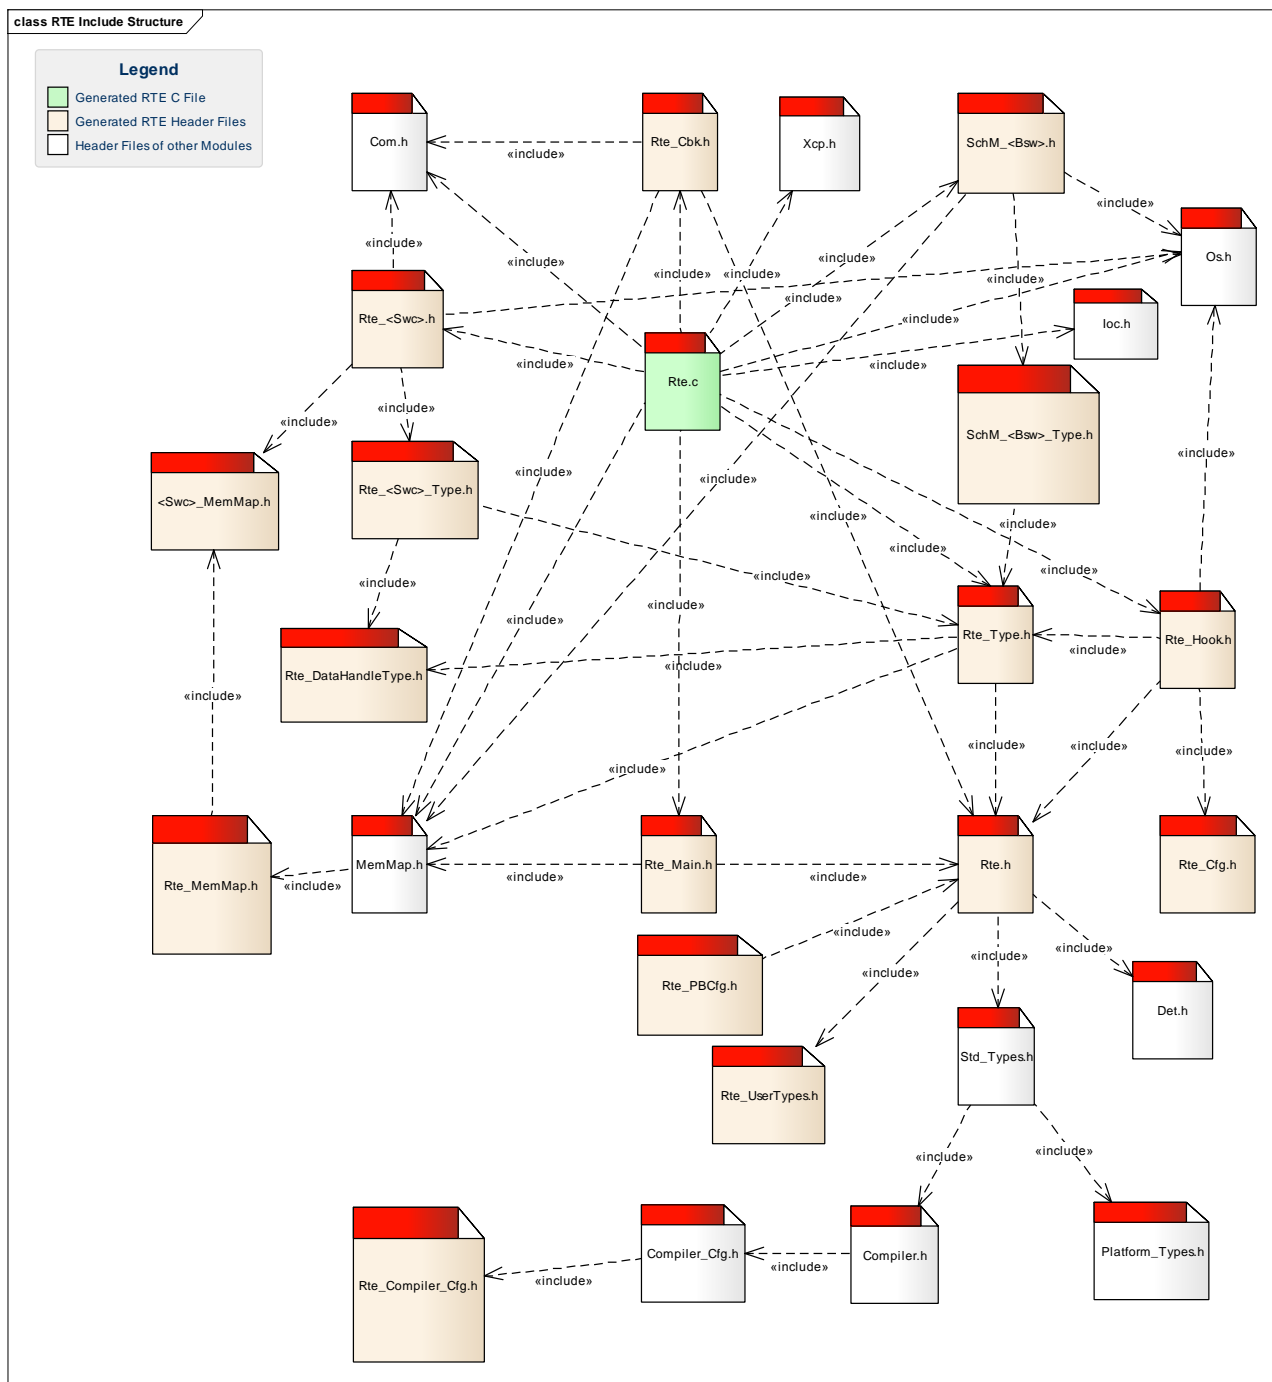 class RTE Include Structure
Legend
Generated RTE C File
Generated RTE Header Files
Header Files of other Modules
Com.h
Rte_Cbk.h
Xcp.h
SchM_<Bsw>.h
«include»
«include»
«include»
Os.h
«include»
«include»
«include»
«include»
«include»
«include»
Rte_<Swc>.h
«include»
Ioc.h
«include»
«include»
Rte.c
«include»
«include»
«include»
SchM_<Bsw>_Type.h
«include»
«include»
«include»
<Swc>_MemMap.h
Rte_<Swc>_Type.h
«include»
«include»
«include»
«include»
«include»
«include»
«include»
«include»
Rte_Type.h
Rte_Hook.h
«include»
«include»
Rte_DataHandleType.h
«include»
«include»
«include»
«include»
«include»
«include»
Rte_MemMap.h
MemMap.h
Rte_Main.h
Rte.h
Rte_Cfg.h
«include»
«include»
«include»
«include»
«include»
«include»
«include»
Rte_PBCfg.h
Det.h
Std_Types.h
Rte_UserTypes.h
«include»
«include»
Compiler_Cfg.h
Compiler.h
Platform_Types.h
«include»
Rte_Compiler_Cfg.h
«include»